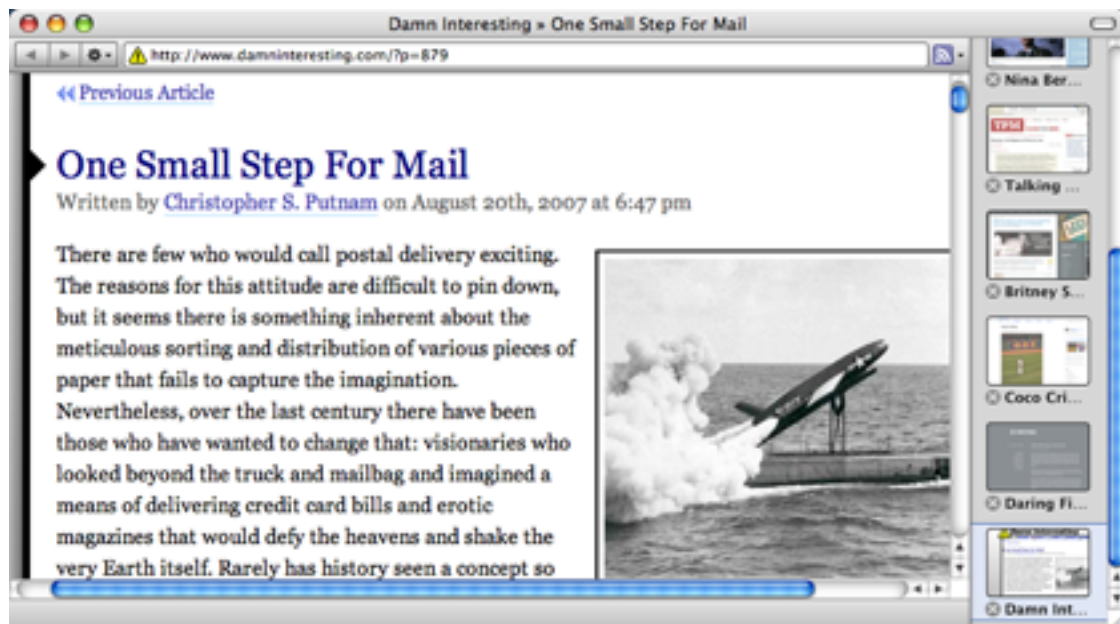 Damn Interesting » One Small Step For Mail
http://www.damninteresting.com/?p=879
Previous Article
One Small Step For Mail
Written by Christopher S. Putnam on August 20th, 2007 at 6:47 pm
There are few who would call postal delivery exciting.
The reasons for this attitude are difficult to pin down,
but it seems there is something inherent about the
meticulous sorting and distribution of various pieces of
paper that fails to capture the imagination.
Nevertheless, over the last century there have been
those who have wanted to change that: visionaries who
looked beyond the truck and mailbag and imagined a
means of delivering credit card bills and erotic
magazines that would defy the heavens and shake the
very Earth itself. Rarely has history seen a concept so
Nina Ber...
TPM
Talking ...
Britney S...
Coco Cri...
Daring Fi...
Damn Int...